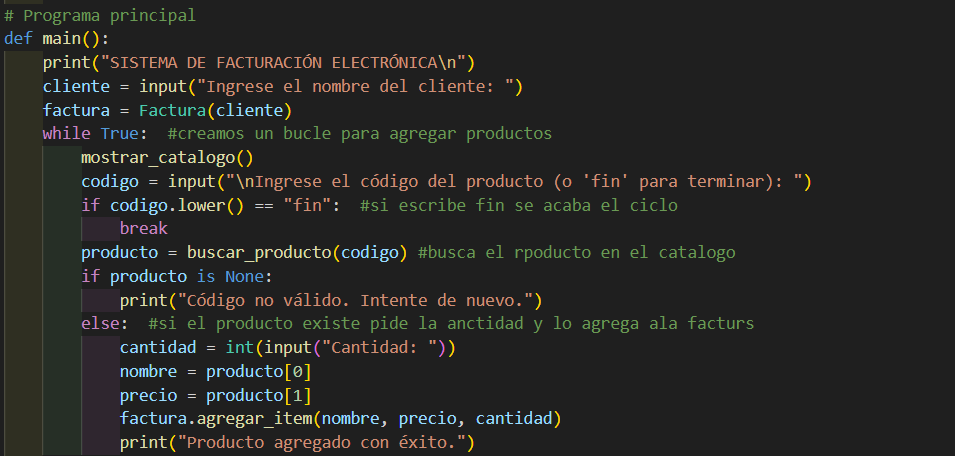 # Programa principal
def main():
    print("SISTEMA DE FACTURACIÓN ELECTRÓNICA\n")
    cliente = input("Ingrese el nombre del cliente: ")
    factura = Factura(cliente)
    while True:  #creamos un bucle para agregar productos
        mostrar_catalogo()
        codigo = input("\nIngrese el código del producto (o 'fin' para terminar): ")
        if codigo.lower() == "fin":  #si escribe fin se acaba el ciclo
            break
        producto = buscar_producto(codigo) #busca el rpoducto en el catalogo
        if producto is None:
            print("Código no válido. Intente de nuevo.")
        else:  #si el producto existe pide la anctidad y lo agrega ala facturs
            cantidad = int(input("Cantidad: "))
            nombre = producto[0]
            precio = producto[1]
            factura.agregar_item(nombre, precio, cantidad)
            print("Producto agregado con éxito.")